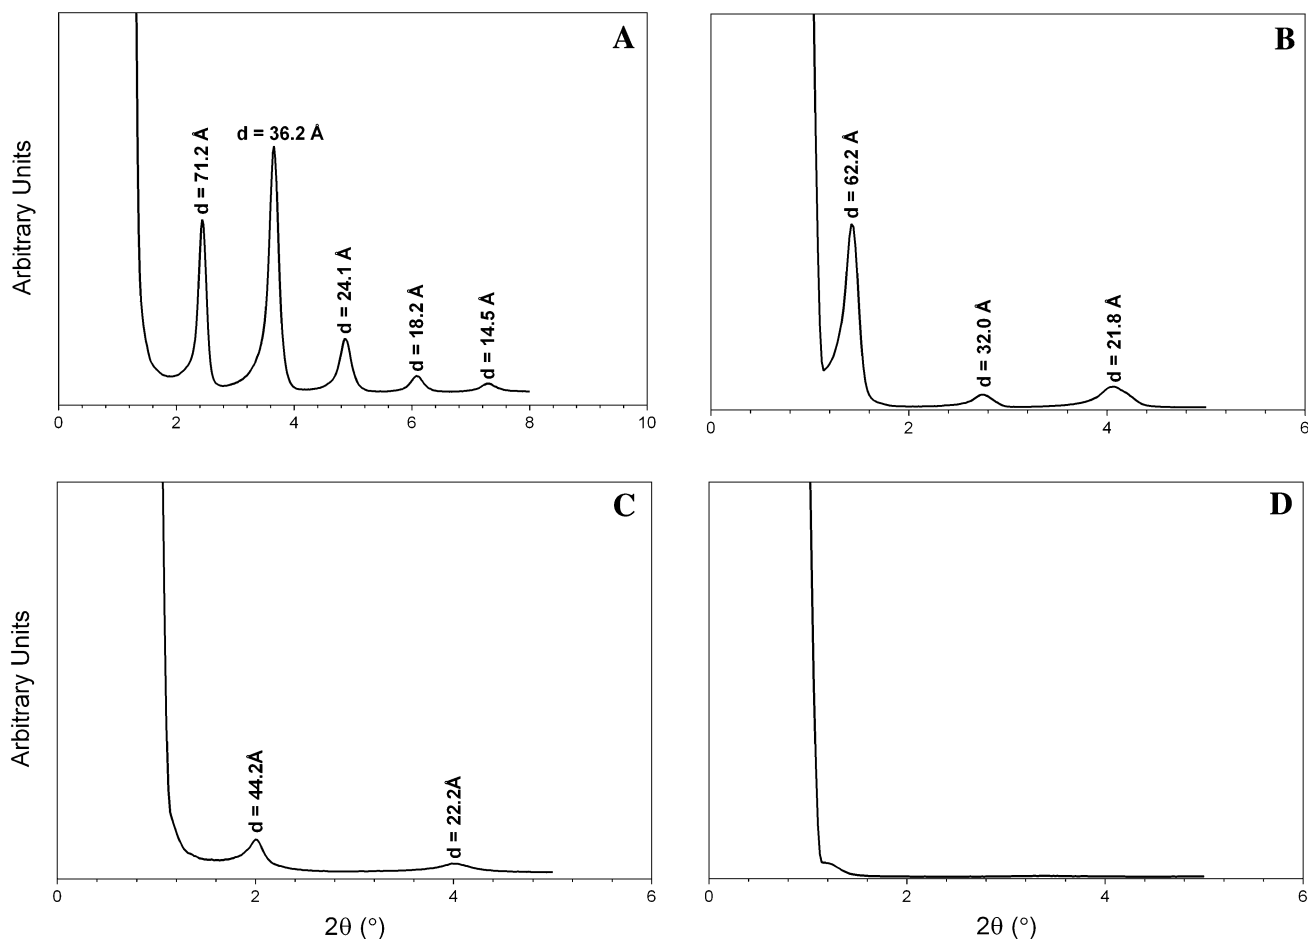 A
Arbitrary Units
d = 71.2 Å
d = 36.2 Å
d = 24.1 Å
d = 18.2 Å
d = 14.5 Å
0 2 4 6 8 10
B
d = 62.2 Å
d = 32.0 Å
d = 21.8 Å
0 2 4 6
C
Arbitrary Units
d = 44.2Å
d = 22.2Å
0 2 4 6
2θ (°)
D
0 2 4 6
2θ (°)